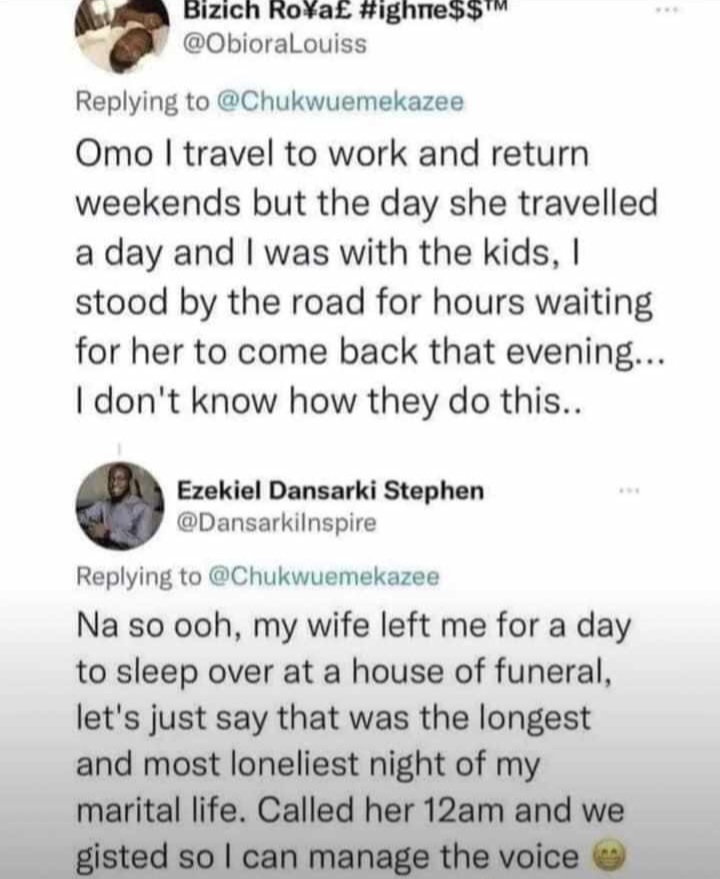 Bizich Ro¥a£ #ighпe$$™
@ObioraLouiss
Replying to @Chukwuemekazee
Omo I travel to work and return
weekends but the day she travelled
a day and I was with the kids, I
stood by the road for hours waiting
for her to come back that evening...
I don't know how they do this..
Ezekiel Dansarki Stephen
@DansarkiInspire
Replying to @Chukwuemekazee
Na so ooh, my wife left me for a day
to sleep over at a house of funeral,
let's just say that was the longest
and most loneliest night of my
marital life. Called her 12am and we
gisted so I can manage the voice 😁